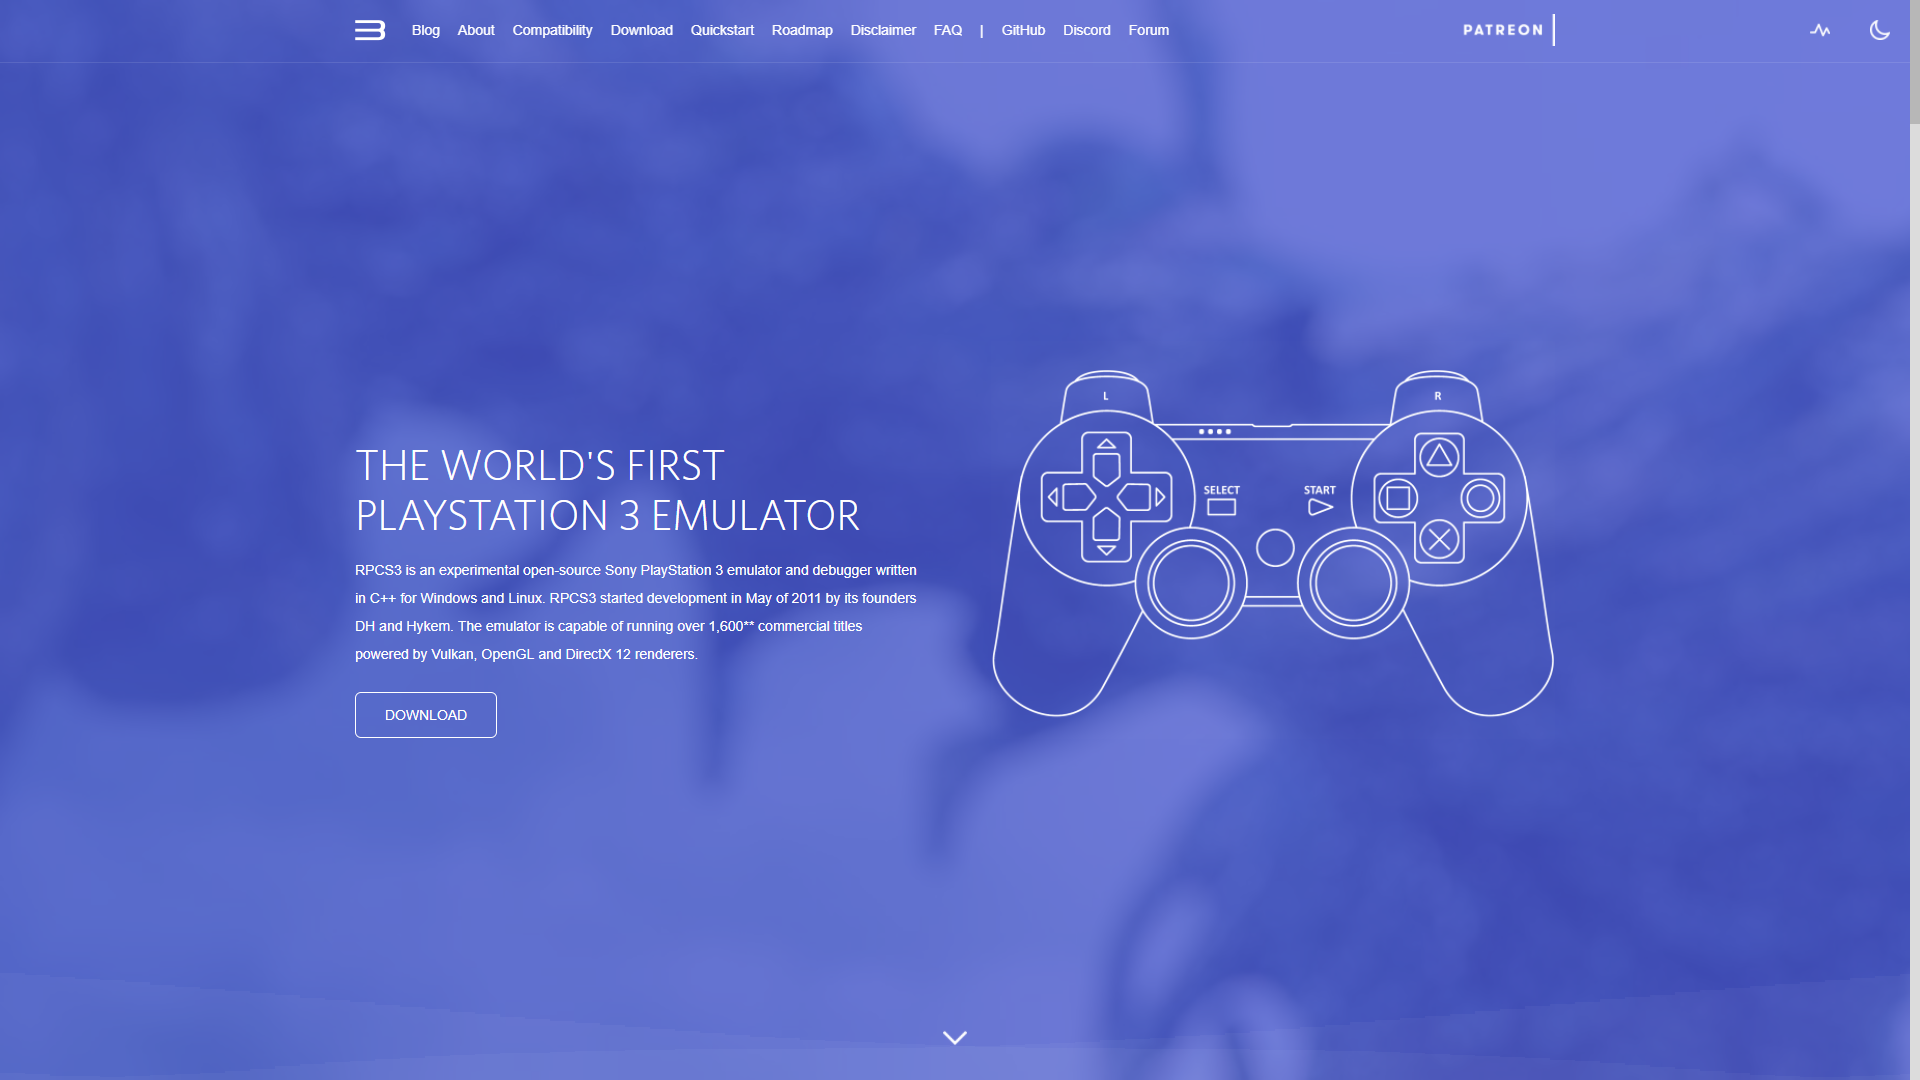 Blog About Compatibility Download Quickstart Roadmap Disclaimer FAQ | GitHub Discord Forum
PATREON
THE WORLD'S FIRST
PLAYSTATION 3 EMULATOR
RPCS3 is an experimental open-source Sony PlayStation 3 emulator and debugger written
in C++ for Windows and Linux. RPCS3 started development in May of 2011 by its founders
DH and Hykem. The emulator is capable of running over 1,600** commercial titles
powered by Vulkan, OpenGL and DirectX 12 renderers.
DOWNLOAD
L
R
SELECT
START